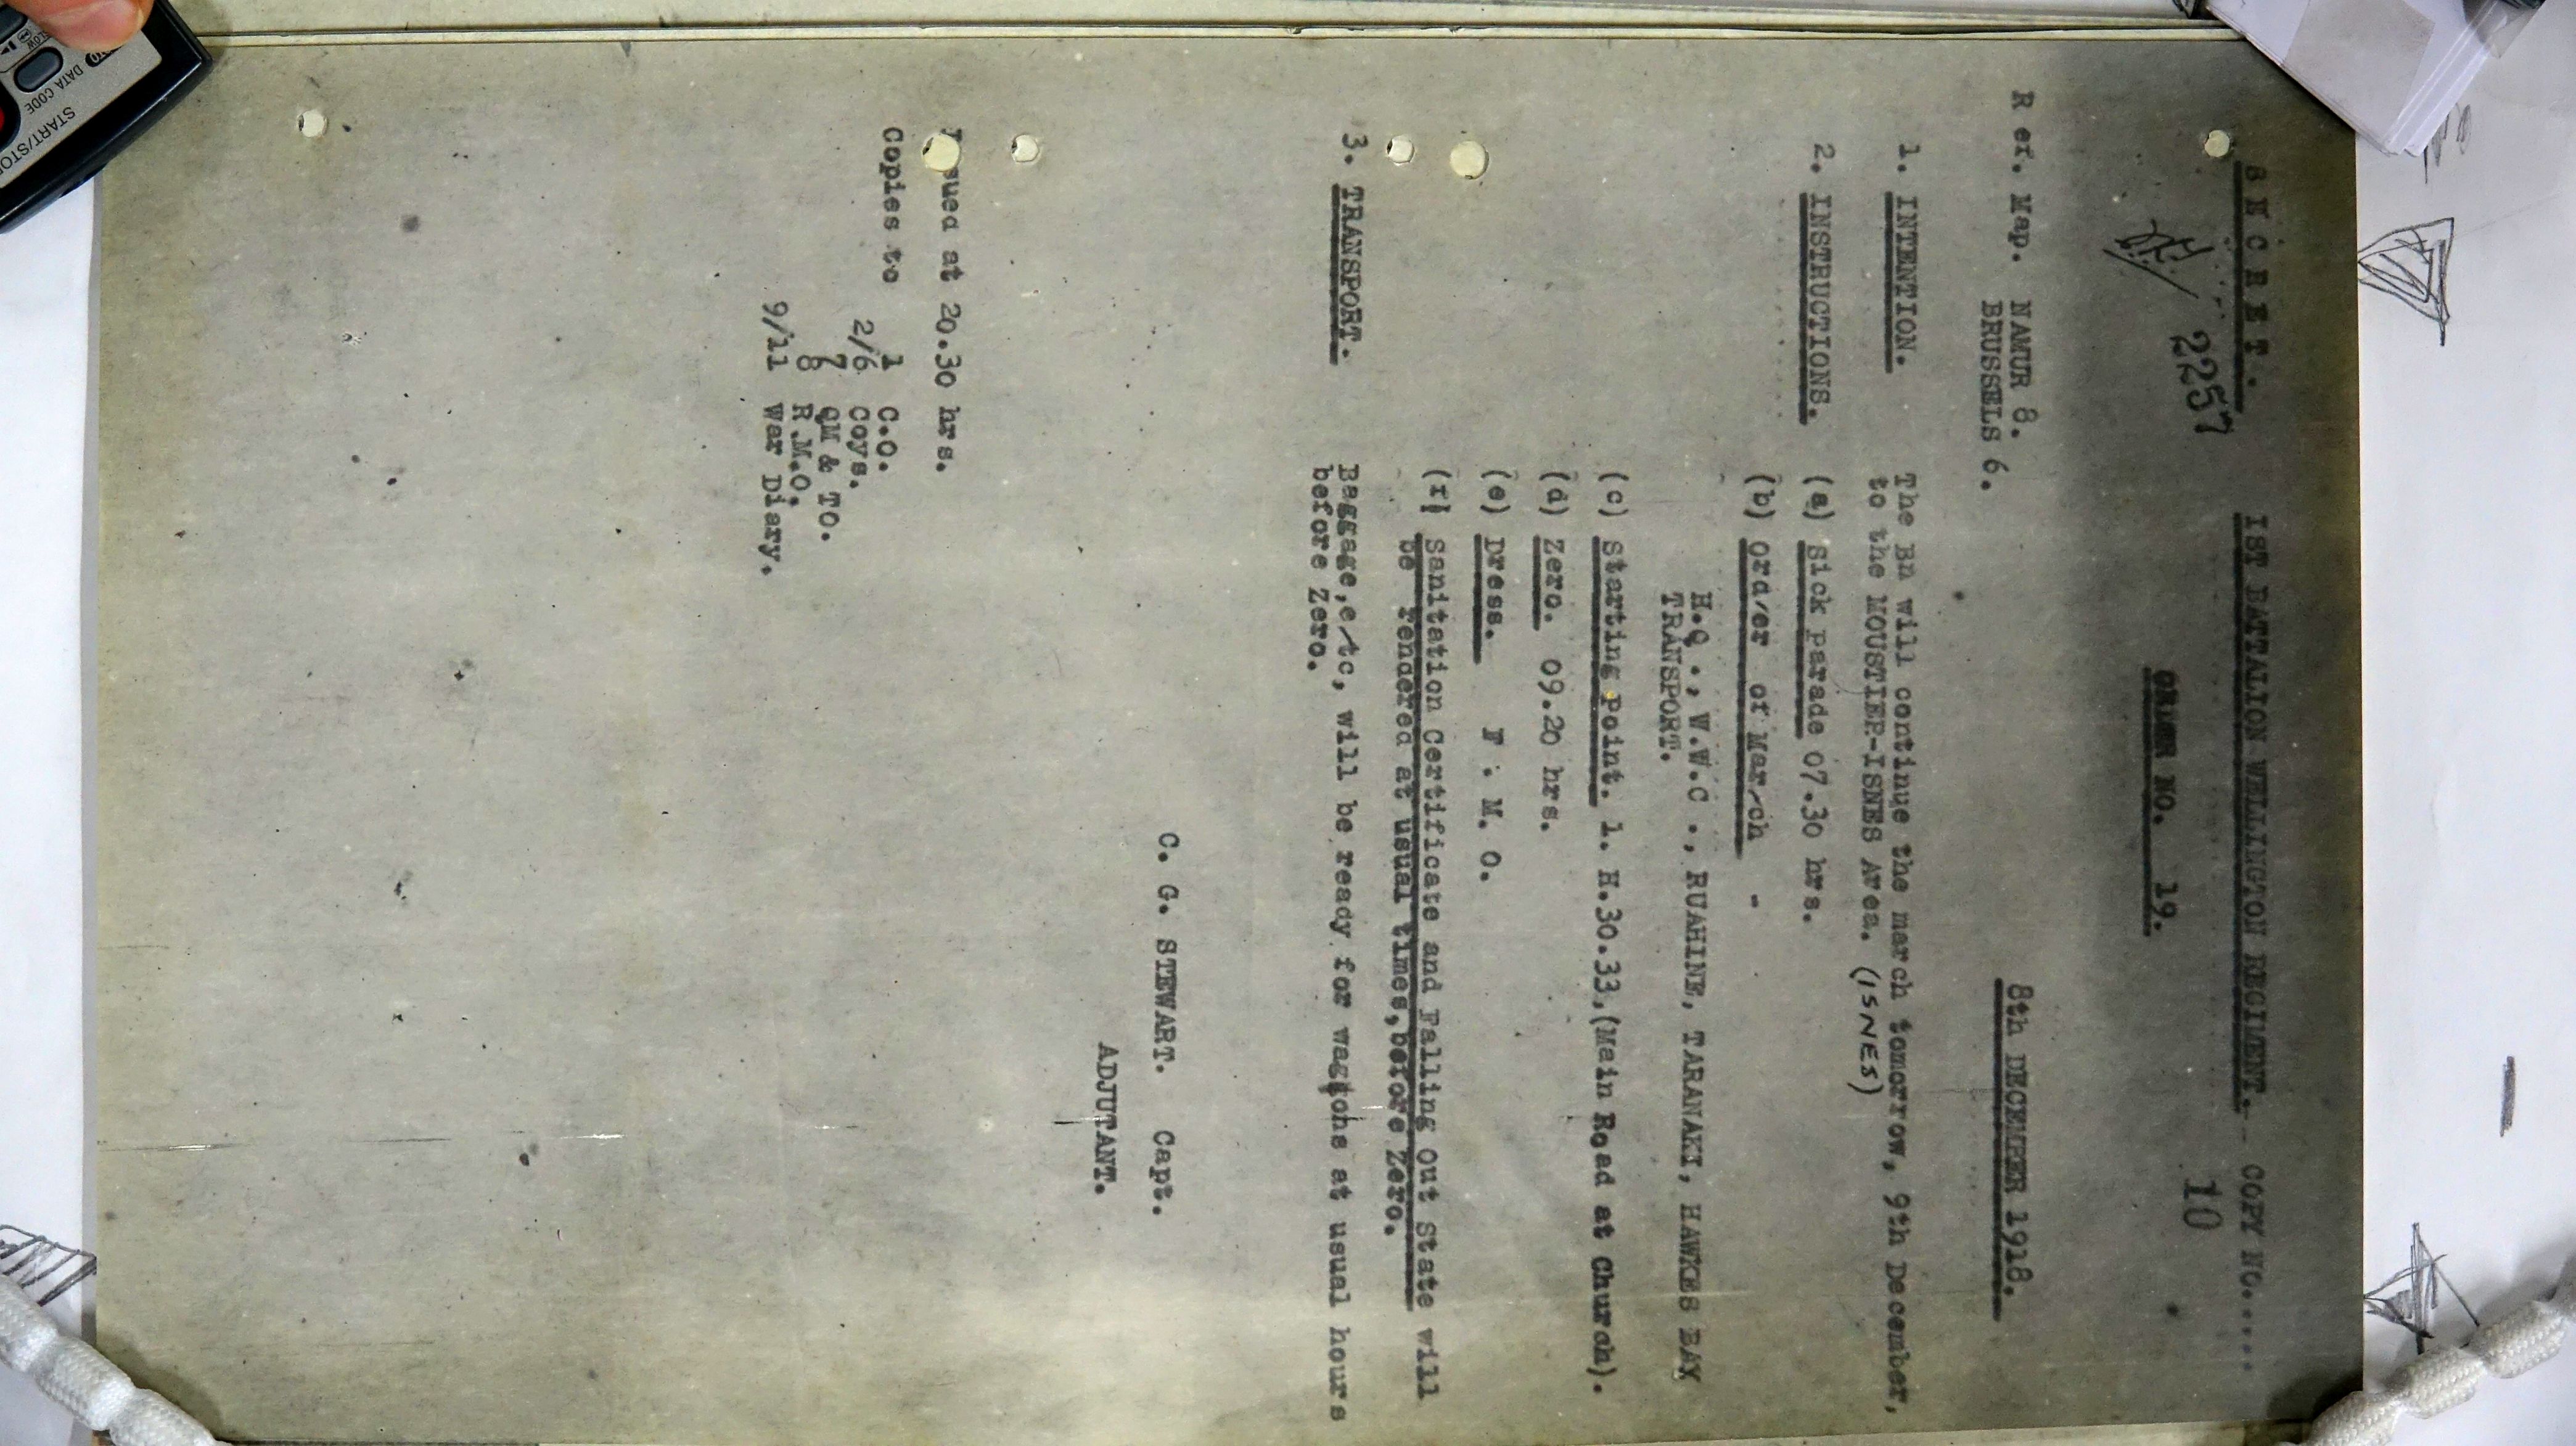 SECRET. 1ST BATTALION WELLINGTON REGIMENT. COPY NO......
10
2257
ORDER NO. 19.
8th DECEMBER 1918.
R ef. Map. NAMUR 8.
BRUSSELS 6.
1. INTENTION. The Bn will continue the march tomorrow, 9th December,
to the MOUSTIER-ISNES Area. (ISNES)
2. INSTRUCTIONS. (a) Sick parade 07.30 hrs.
(b) Order of March -
H.Q ., W.W.C ., RUAHINE, TARANAKI, HAWKES BAY
TRANSPORT.
(c) Starting Point. 1. H.30.33,(Main Road at Church).
(d) Zero. 09.20 hrs.
(e) Dress. F. M. O.
(f) Sanitation Certificate and Falling out State will
be rendered at usual times,before Zero.
3. TRANSPORT. Baggage,etc, will be ready for waggons at usual hours
before Zero.
C. G. STEWART. Capt.
ADJUTANT.
Issued at 20.30 hrs.
Copies to 1 C.O.
2/6 Coys.
7 QM & TO.
8 R.M.O.
9/11 War Diary.
DATA CODE
START/STOP